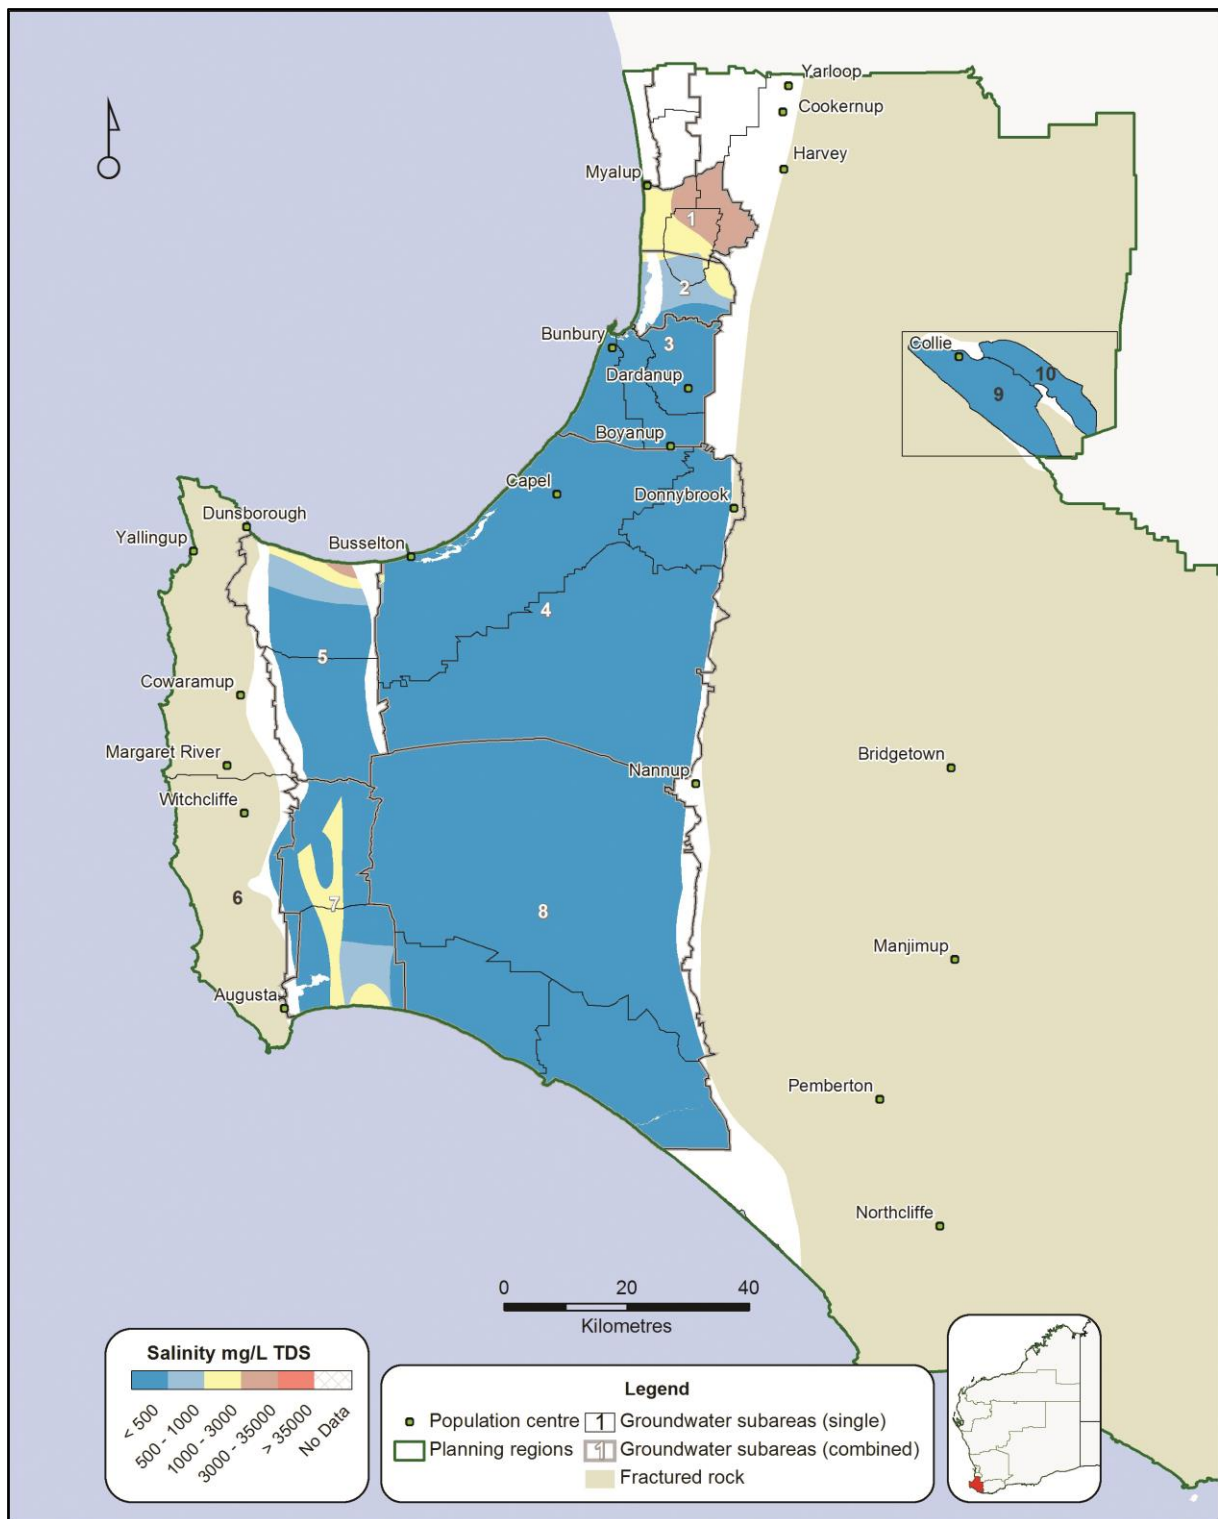 Yarloop
Cookernup
Harvey
Myalup
1
2
Bunbury
3
Collie
Dardanup
10
9
Boyanup
Capel
Donnybrook
Dunsborough
Yallingup
Busselton
4
5
Cowaramup
Margaret River
Nannup
Bridgetown
Witchcliffe
6
7
8
Manjimup
Augusta
Pemberton
Northcliffe
0 20 40
Kilometres
Salinity mg/L TDS
< 500
500 - 1000
1000 - 3000
3000 - 35000
> 35000
No Data
Legend
Population centre
1 Groundwater subareas (single)
Planning regions
1 Groundwater subareas (combined)
Fractured rock